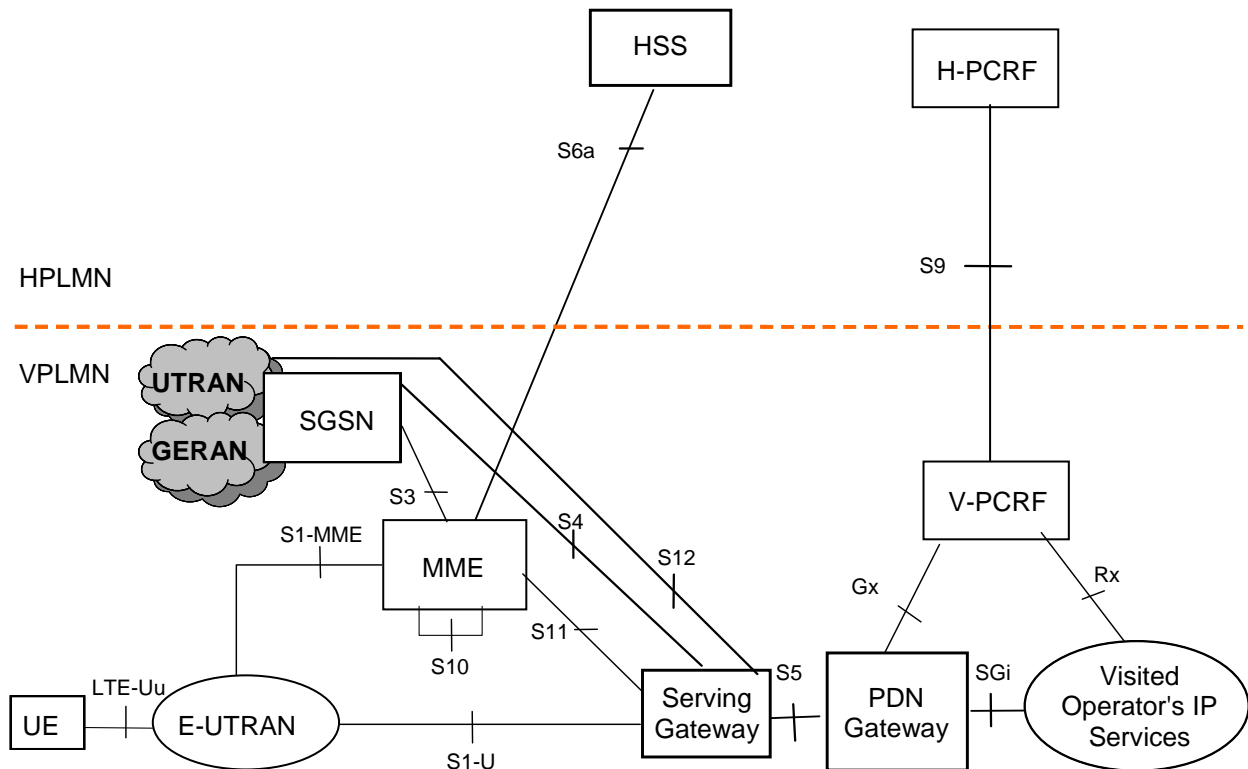 HSS
H-PCRF
S6a
S9
HPLMN
VPLMN
UTRAN
SGSN
GERAN
S3
S4
V-PCRF
S1-MME
S12
MME
Gx
Rx
S11
S10
LTE-Uu
S5
SGi
UE
E-UTRAN
Serving
Gateway
PDN
Gateway
Visited
Operator's IP
Services
S1-U